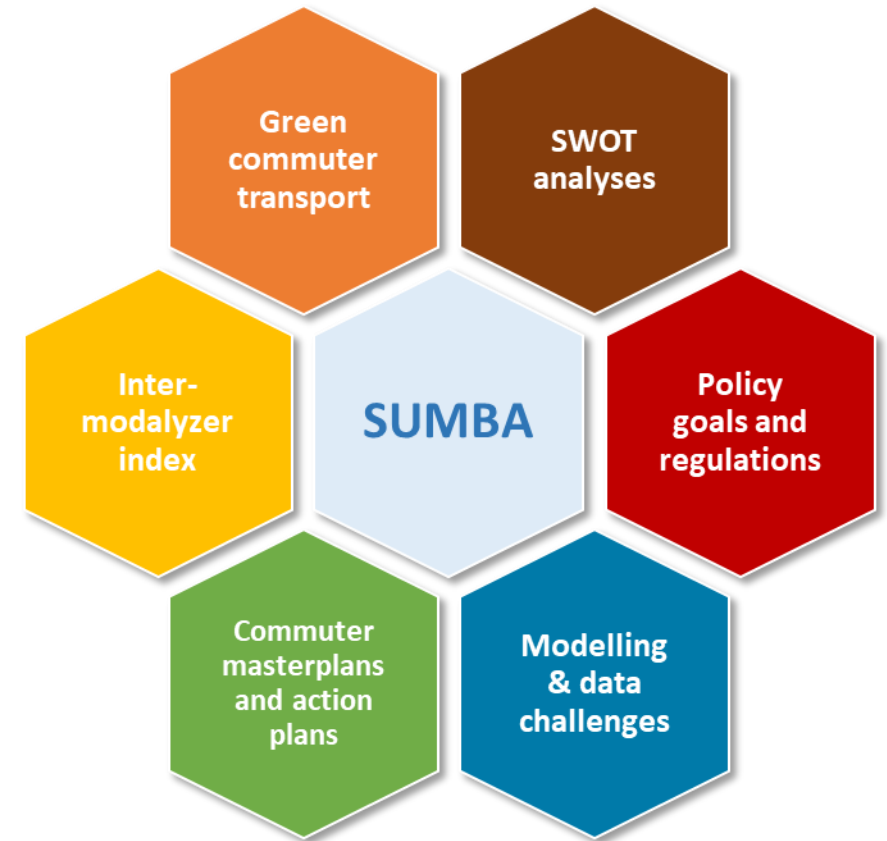 Green
commuter
transport
SWOT
analyses
Inter-
modalyzer
index
SUMBA
Policy
goals and
regulations
Commuter
masterplans
and action
plans
Modelling
& data
challenges